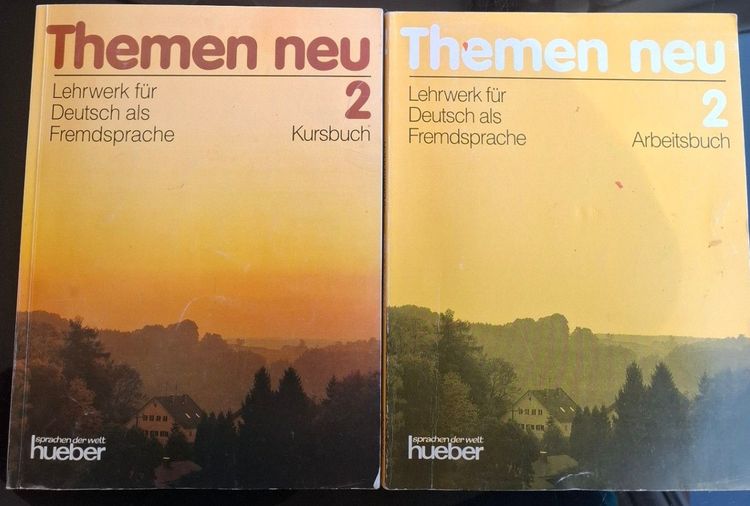 Themen neu
Lehrwerk für
Deutsch als
Fremdsprache
2
Kursbuch
sprachen der welt
hueber
Themen neu
Lehrwerk für
Deutsch als
Fremdsprache
2
Arbeitsbuch
sprachen der welt
hueber